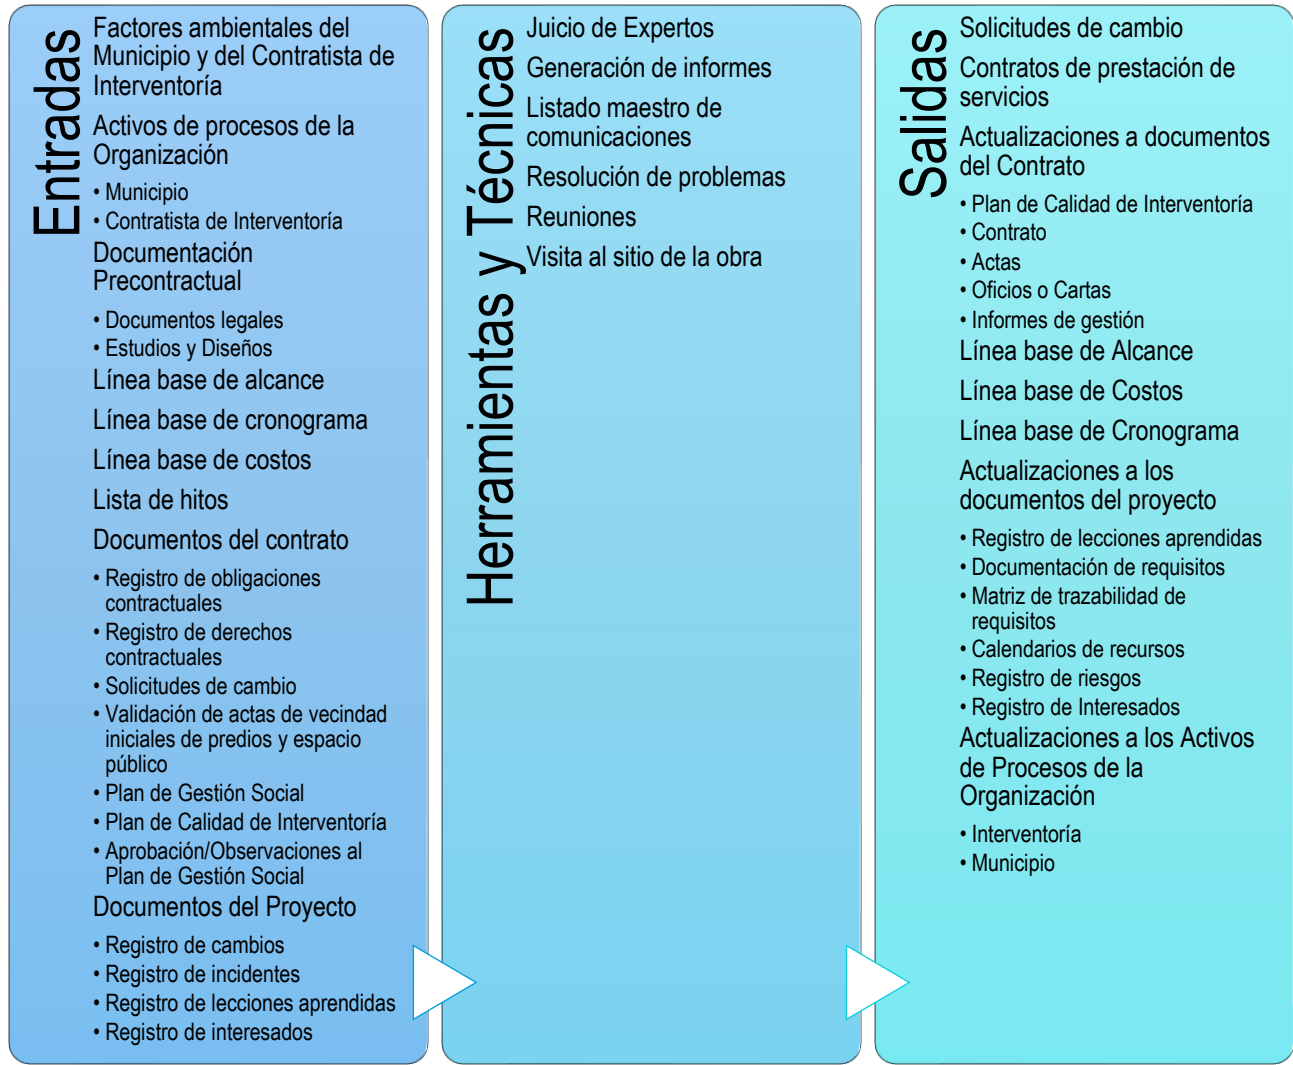 Entradas
Factores ambientales del
Municipio y del Contratista de
Interventoría
Activos de procesos de la
Organización
• Municipio
• Contratista de Interventoría
Documentación
Precontractual
• Documentos legales
• Estudios y Diseños
Línea base de alcance
Línea base de cronograma
Línea base de costos
Lista de hitos
Documentos del contrato
• Registro de obligaciones
contractuales
• Registro de derechos
contractuales
• Solicitudes de cambio
• Validación de actas de vecindad
iniciales de predios y espacio
público
• Plan de Gestión Social
• Plan de Calidad de Interventoría
• Aprobación/Observaciones al
Plan de Gestión Social
Documentos del Proyecto
• Registro de cambios
• Registro de incidentes
• Registro de lecciones aprendidas
• Registro de interesados
Herramientas y Técnicas
Juicio de Expertos
Generación de informes
Listado maestro de
comunicaciones
Resolución de problemas
Reuniones
Visita al sitio de la obra
Salidas
Solicitudes de cambio
Contratos de prestación de
servicios
Actualizaciones a documentos
del Contrato
• Plan de Calidad de Interventoría
• Contrato
• Actas
• Oficios o Cartas
• Informes de gestión
Línea base de Alcance
Línea base de Costos
Línea base de Cronograma
Actualizaciones a los
documentos del proyecto
• Registro de lecciones aprendidas
• Documentación de requisitos
• Matriz de trazabilidad de
requisitos
• Calendarios de recursos
• Registro de riesgos
• Registro de Interesados
Actualizaciones a los Activos
de Procesos de la
Organización
• Interventoría
• Municipio